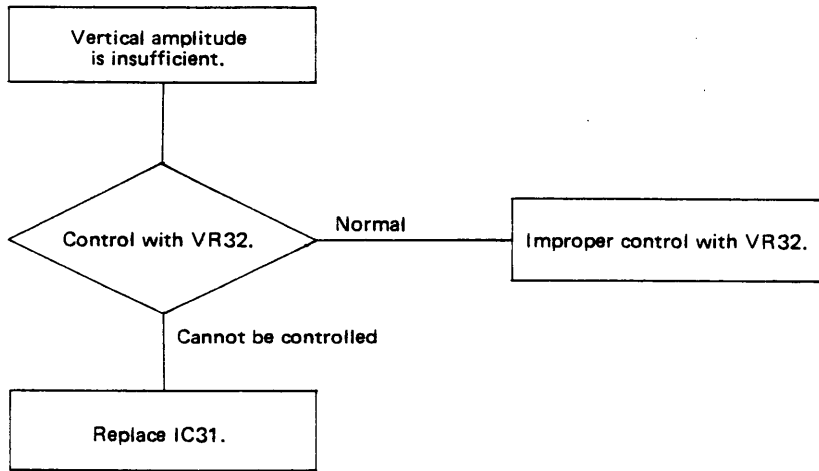 Vertical amplitude
is insufficient.
Control with VR32.
Normal
Improper control with VR32.
Cannot be controlled
Replace IC31.